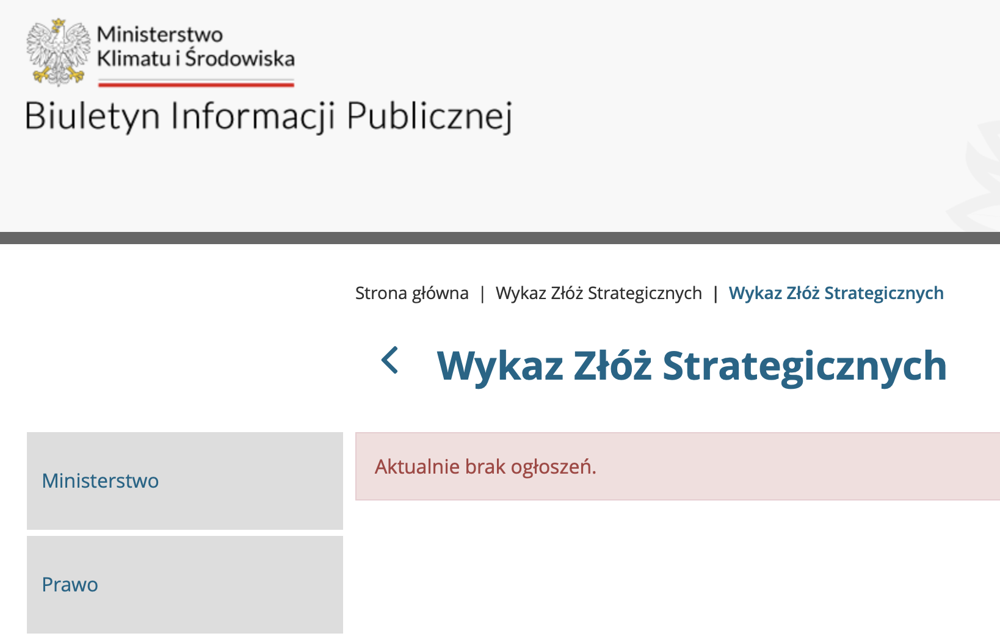 Ministerstwo
Klimatu i Środowiska
Biuletyn Informacji Publicznej
Strona główna | Wykaz Złóż Strategicznych | Wykaz Złóż Strategicznych
Wykaz Złóż Strategicznych
Ministerstwo
Aktualnie brak ogłoszeń.
Prawo